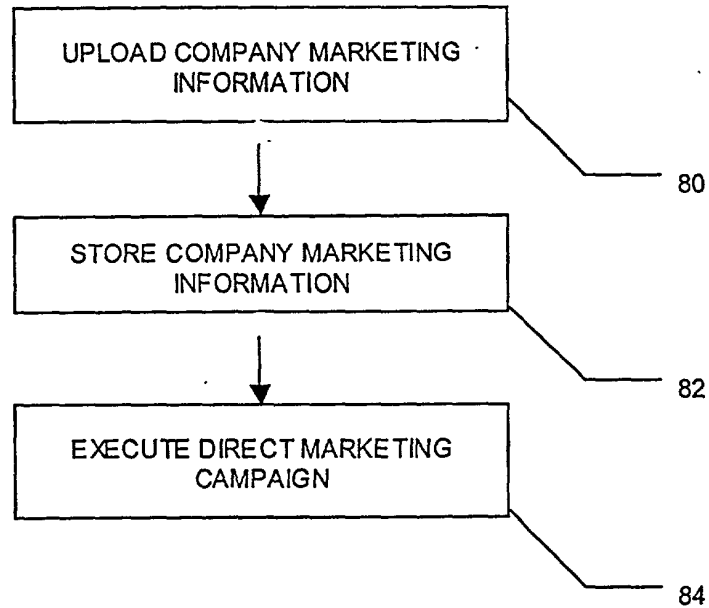 UPLOAD COMPANY MARKETING
INFORMATION
80
STORE COMPANY MARKETING
INFORMATION
82
EXECUTE DIRECT MARKETING
CAMPAIGN
84